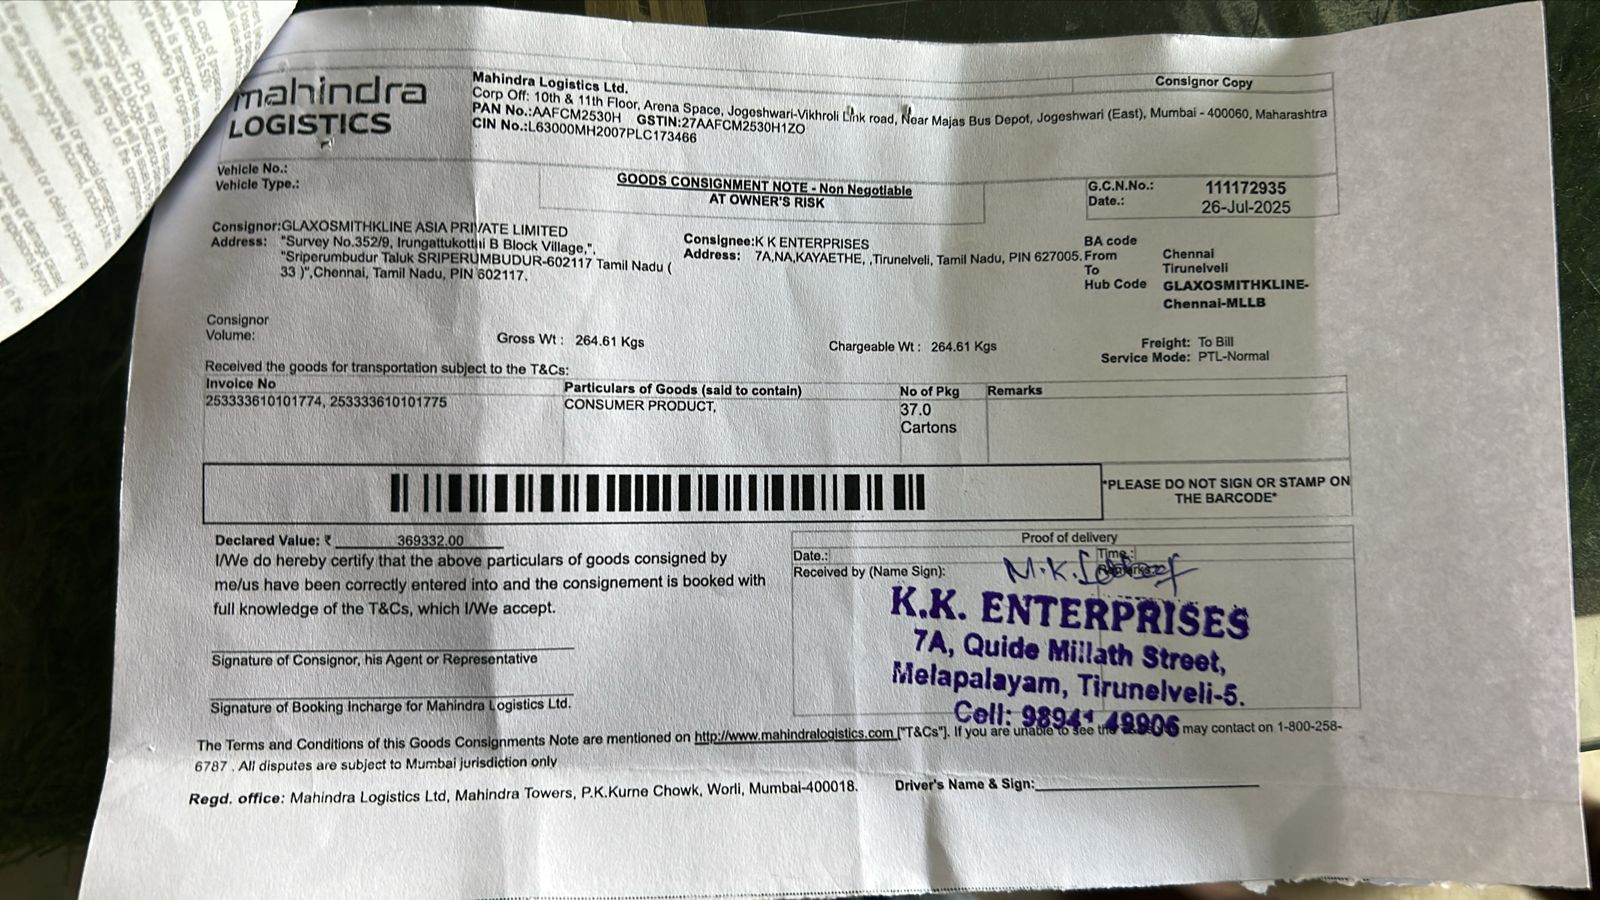 mahindra
LOGISTICS
Mahindra Logistics Ltd.
Corp Off: 10th & 11th Floor, Arena Space, Jogeshwari-Vikhroli Link road, Near Majas Bus Depot, Jogeshwari (East), Mumbai - 400060, Maharashtra
PAN No.:AAFCM2530H GSTIN:27AAFCM2530H1ZO
CIN No.:L63000MH2007PLC173466
Consignor Copy
Vehicle No.:
Vehicle Type.:
GOODS CONSIGNMENT NOTE - Non Negotiable
AT OWNER'S RISK
G.C.N.No.: 111172935
Date.: 26-Jul-2025
Consignor:GLAXOSMITHKLINE ASIA PRIVATE LIMITED
Address: "Survey No.352/9, Irungattukottai B Block Village,",
"Sriperumbudur Taluk SRIPERUMBUDUR-602117 Tamil Nadu (
33 )",Chennai, Tamil Nadu, PIN 602117,
Consignee:K K ENTERPRISES
Address: 7A,NA,KAYAETHE, ,Tirunelveli, Tamil Nadu, PIN 627005.
BA code
From Chennai
To Tirunelveli
Hub Code GLAXOSMITHKLINE-
Chennai-MLLB
Consignor
Volume:
Gross Wt : 264.61 Kgs
Chargeable Wt : 264.61 Kgs
Freight: To Bill
Service Mode: PTL-Normal
Received the goods for transportation subject to the T&Cs:
Invoice No Particulars of Goods (said to contain) No of Pkg Remarks
253333610101774, 253333610101775 CONSUMER PRODUCT, 37.0
Cartons
*PLEASE DO NOT SIGN OR STAMP ON
THE BARCODE*
Declared Value: ₹ 369332.00
I/We do hereby certify that the above particulars of goods consigned by
me/us have been correctly entered into and the consignement is booked with
full knowledge of the T&Cs, which I/We accept.
Signature of Consignor, his Agent or Representative
Signature of Booking Incharge for Mahindra Logistics Ltd.
Proof of delivery
Date.: Time.:
Received by (Name Sign): Remarks:
M.K.
K.K. ENTERPRISES
7A, Quide Millath Street,
Melapalayam, Tirunelveli-5.
Cell: 98941 49906
The Terms and Conditions of this Goods Consignments Note are mentioned on http://www.mahindralogistics.com ["T&Cs"]. If you are unable to see the may contact on 1-800-258-
6787 . All disputes are subject to Mumbai jurisdiction only
Regd. office: Mahindra Logistics Ltd, Mahindra Towers, P.K.Kurne Chowk, Worli, Mumbai-400018.
Driver's Name & Sign: